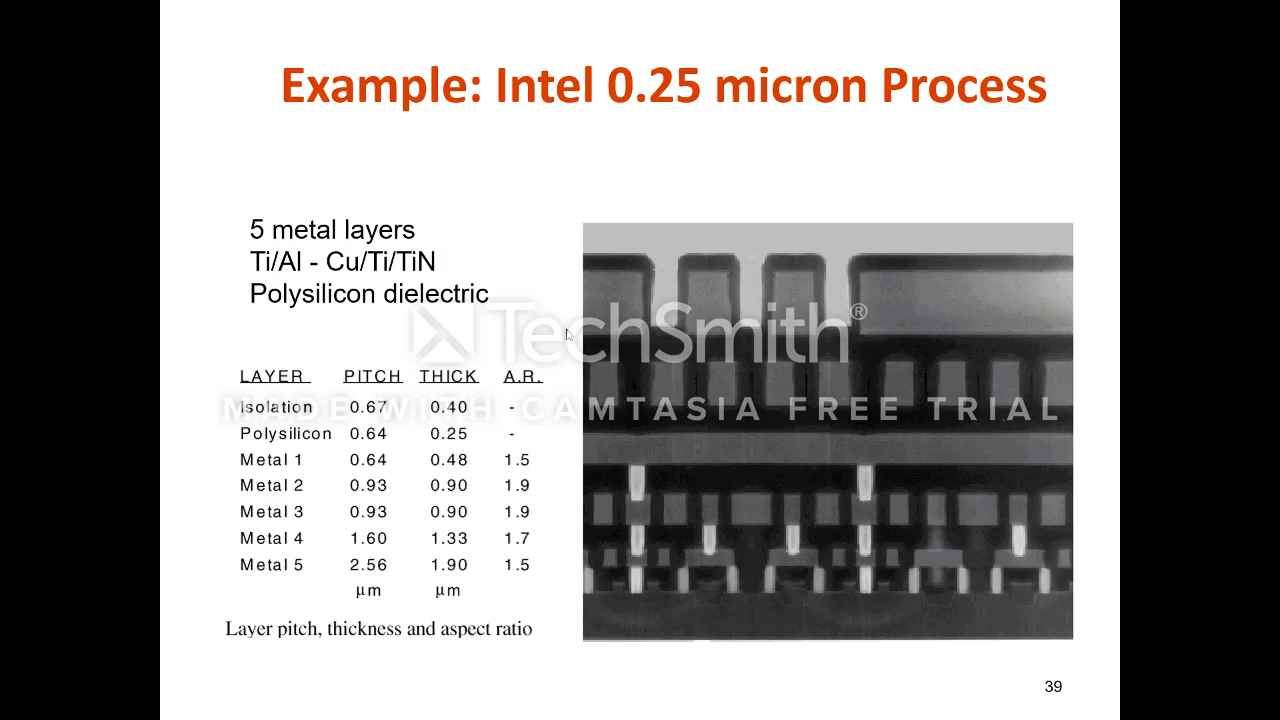 Example: Intel 0.25 micron Process
5 metal layers
Ti/Al - Cu/Ti/TiN
Polysilicon dielectric
TechSmith®
MADE WITH CAMTASIA FREE TRIAL
LAYER PITCH THICK A.R.
Isolation 0.67 0.40 -
Polysilicon 0.64 0.25 -
Metal 1 0.64 0.48 1.5
Metal 2 0.93 0.90 1.9
Metal 3 0.93 0.90 1.9
Metal 4 1.60 1.33 1.7
Metal 5 2.56 1.90 1.5
μm μm
Layer pitch, thickness and aspect ratio
39